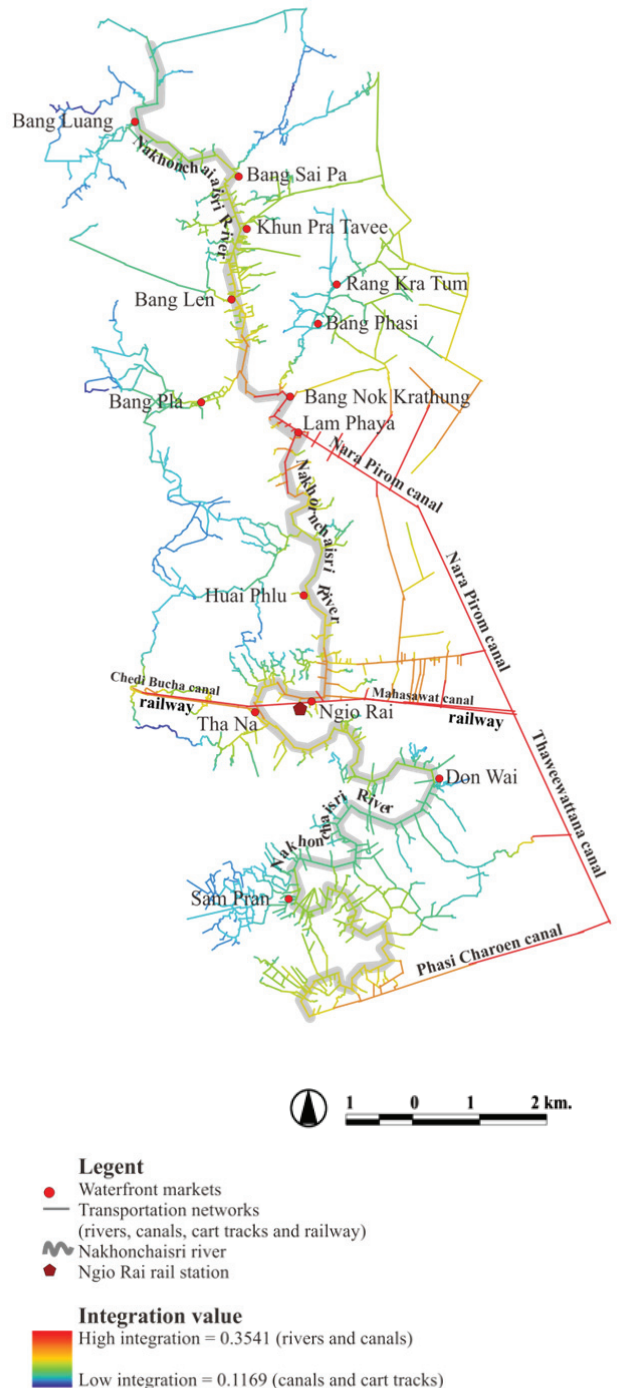 Bang Luang
Nakhonchaiaisri River
Bang Sai Pa
Khun Pra Tavee
Rang Kra Tum
Bang Len
Bang Phasi
Bang Pla
Bang Nok Krathung
Lam Phaya
Nara Pirom canal
Nakhornchaisri River
Nara Pirom canal
Huai Phlu
Chedi Bucha canal
railway
Mahasawat canal
railway
Tha Na
Ngio Rai
Thaweewattana canal
Don Wai
Nakhonchaisri River
Sam Pran
Phasi Charoen canal
1 0 1 2 km.
Legent
Waterfront markets
Transportation networks
(rivers, canals, cart tracks and railway)
Nakhonchaisri river
Ngio Rai rail station
Integration value
High integration = 0.3541 (rivers and canals)
Low integration = 0.1169 (canals and cart tracks)